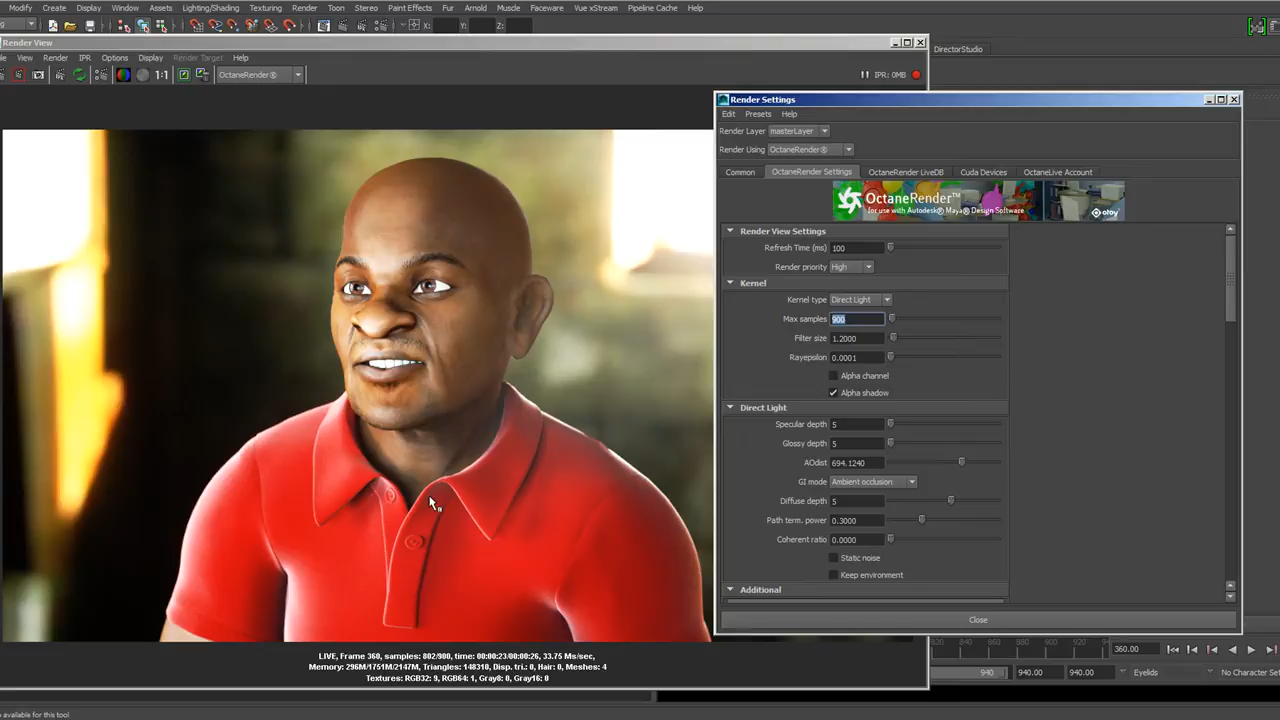 Modify Create Display Window Assets Lighting/Shading Texturing Render Toon Stereo Paint Effects Fur Arnold Muscle Faceware Vue xStream Pipeline Cache Help
X: Y: Z:
Render View
View Render IPR Options Display Render Target Help
1:1 OctaneRender® IPR: 0MB
DirectorStudio
Render Settings
Edit Presets Help
Render Layer masterLayer
Render Using OctaneRender®
Common OctaneRender Settings OctaneRender LiveDB Cuda Devices OctaneLive Account
OctaneRender™
for use with Autodesk® Maya® Design Software
otoy
Render View Settings
Refresh Time (ms) 100
Render priority High
Kernel
Kernel type Direct Light
Max samples 900
Filter size 1.2000
Rayepsilon 0.0001
Alpha channel
Alpha shadow
Direct Light
Specular depth 5
Glossy depth 5
AOdist 694.1240
GI mode Ambient occlusion
Diffuse depth 5
Path term. power 0.3000
Coherent ratio 0.0000
Static noise
Keep environment
Additional
Close
LIVE, Frame 360, samples: 802/900, time: 00:00:23/00:00:26, 33.75 Ms/sec,
Memory: 296M/1751M/2147M, Triangles: 148310, Disp. tri.: 0, Hair: 0, Meshes: 4
Textures: RGB32: 9, RGB64: 1, Gray8: 0, Gray16: 0
820 840 860 880 900 920 94 360.00
940 940.00 940.00 Eyelids No Character Set
s available for this tool